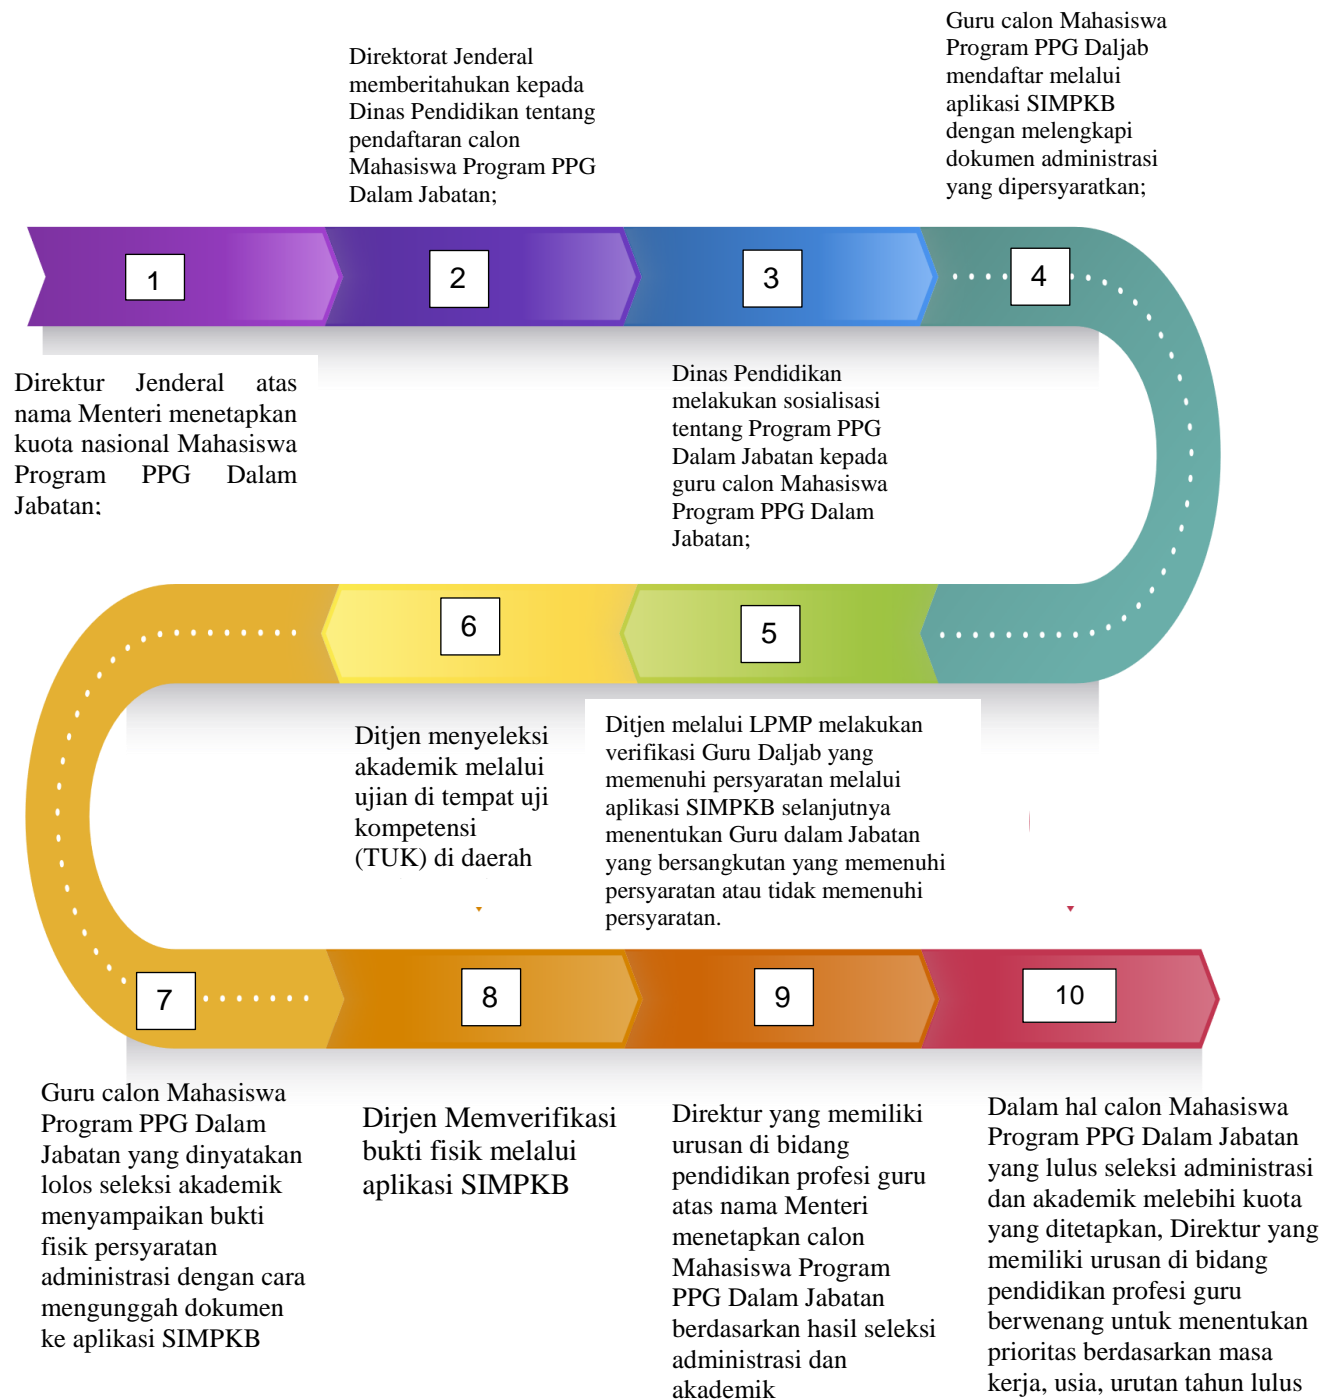 1
Direktur Jenderal atas
nama Menteri menetapkan
kuota nasional Mahasiswa
Program PPG Dalam
Jabatan;
Direktorat Jenderal
memberitahukan kepada
Dinas Pendidikan tentang
pendaftaran calon
Mahasiswa Program PPG
Dalam Jabatan;
2
3
Dinas Pendidikan
melakukan sosialisasi
tentang Program PPG
Dalam Jabatan kepada
guru calon Mahasiswa
Program PPG Dalam
Jabatan;
Guru calon Mahasiswa
Program PPG Daljab
mendaftar melalui
aplikasi SIMPKB
dengan melengkapi
dokumen administrasi
yang dipersyaratkan;
4
5
Ditjen melalui LPMP melakukan
verifikasi Guru Daljab yang
memenuhi persyaratan melalui
aplikasi SIMPKB selanjutnya
menentukan Guru dalam Jabatan
yang bersangkutan yang memenuhi
persyaratan atau tidak memenuhi
persyaratan.
6
Ditjen menyeleksi
akademik melalui
ujian di tempat uji
kompetensi
(TUK) di daerah
7
Guru calon Mahasiswa
Program PPG Dalam
Jabatan yang dinyatakan
lolos seleksi akademik
menyampaikan bukti
fisik persyaratan
administrasi dengan cara
mengunggah dokumen
ke aplikasi SIMPKB
8
Dirjen Memverifikasi
bukti fisik melalui
aplikasi SIMPKB
9
Direktur yang memiliki
urusan di bidang
pendidikan profesi guru
atas nama Menteri
menetapkan calon
Mahasiswa Program
PPG Dalam Jabatan
berdasarkan hasil seleksi
administrasi dan
akademik
10
Dalam hal calon Mahasiswa
Program PPG Dalam Jabatan
yang lulus seleksi administrasi
dan akademik melebihi kuota
yang ditetapkan, Direktur yang
memiliki urusan di bidang
pendidikan profesi guru
berwenang untuk menentukan
prioritas berdasarkan masa
kerja, usia, urutan tahun lulus